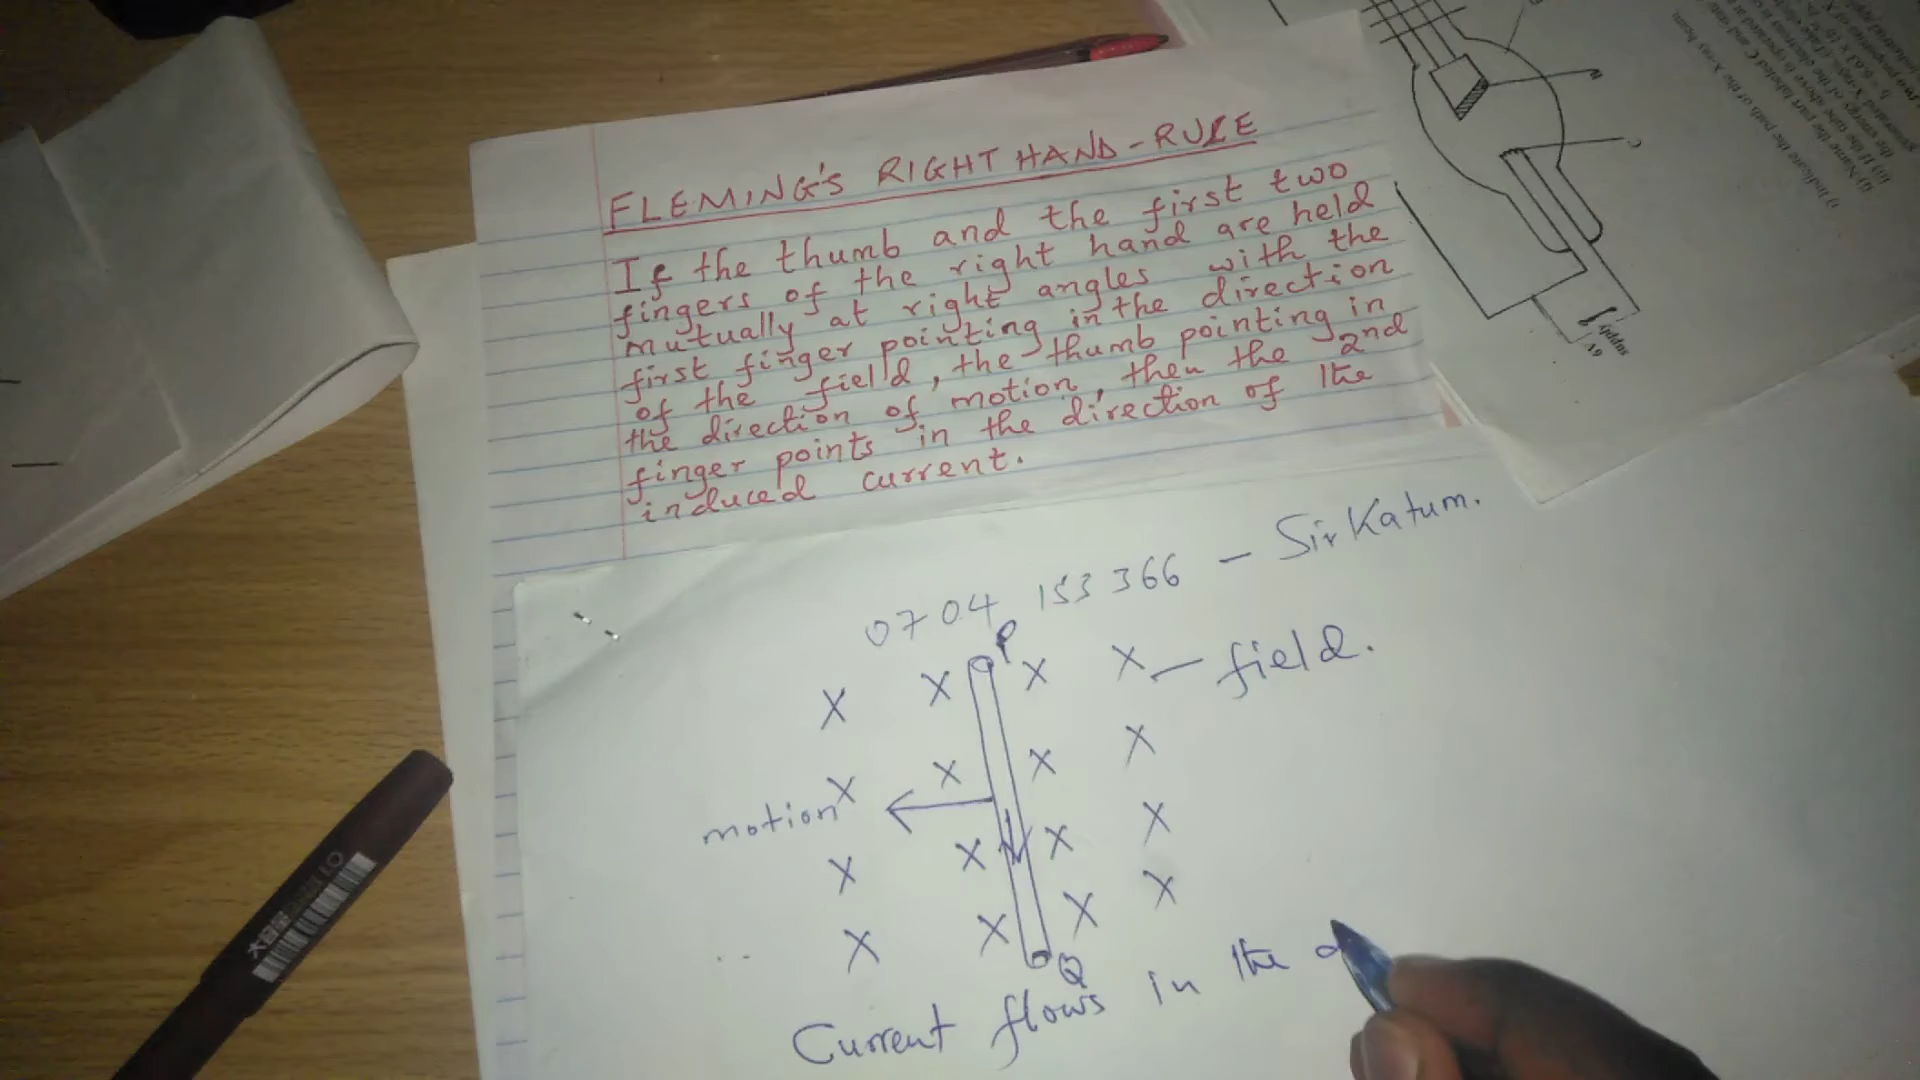 FLEMING'S RIGHT HAND-RULE
If the thumb and the first two
fingers of the right hand are held
mutually at right angles with the
first finger pointing in the direction
of the field, the thumb pointing in
the direction of motion, then the 2nd
finger points in the direction of the
induced current.
0704 153 366 - Sir Katum.
P
X X X X - field.
X X X X
motion
X X X X
X X X X
Q
Current flows in the d
supply
6V
C